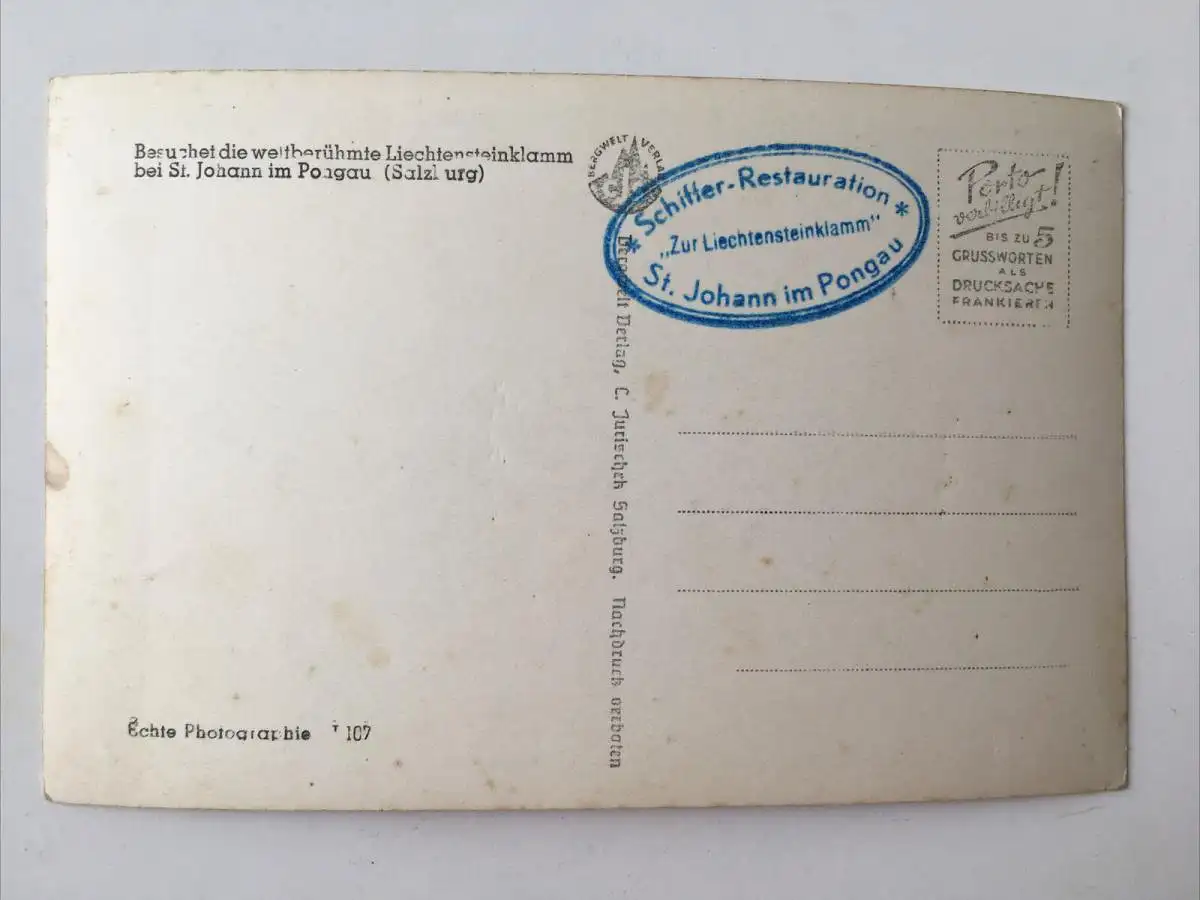 Besuchet die weltberühmte Liechtensteinklamm
bei St. Johann im Pongau (Salzburg)
BERGWELT VERLAG
* Schitter-Restauration *
„Zur Liechtensteinklamm"
St. Johann im Pongau
Porto
verbilligt!
BIS ZU 5
GRUSSWORTEN
ALS
DRUCKSACHE
FRANKIEREN
Bergwelt Verlag, C. Jurischek Salzburg. Nachdruck verboten
Echte Photographie T 107